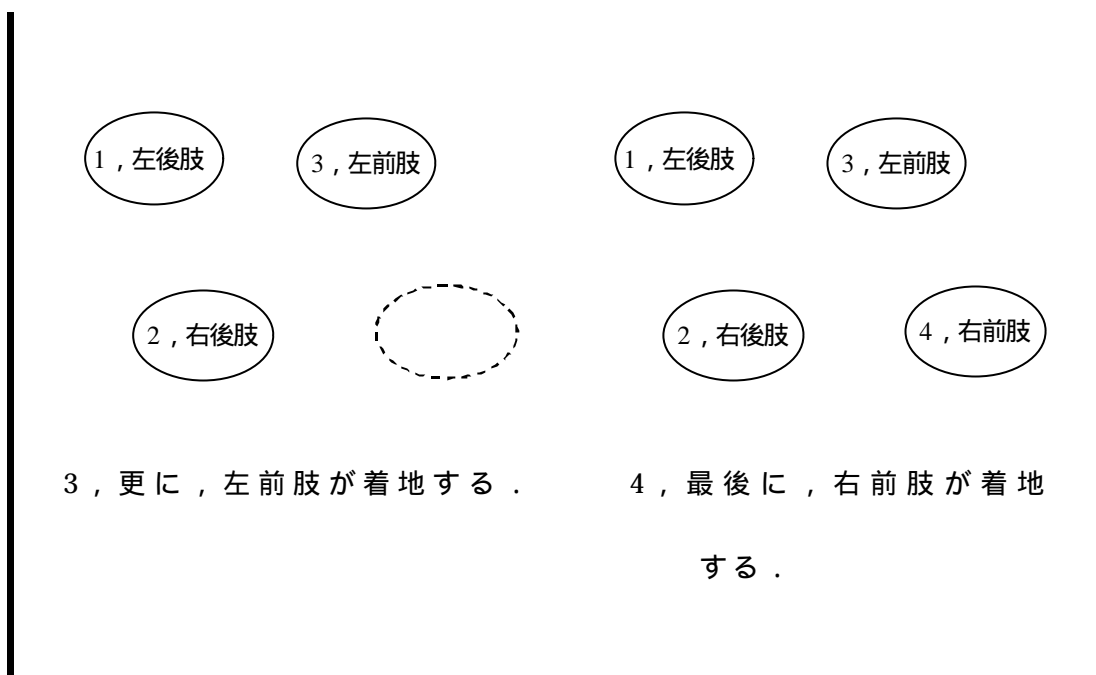 1，左後肢
3，左前肢
2，右後肢
3，更に，左前肢が着地する．
1，左後肢
3，左前肢
2，右後肢
4，右前肢
4，最後に，右前肢が着地
する．